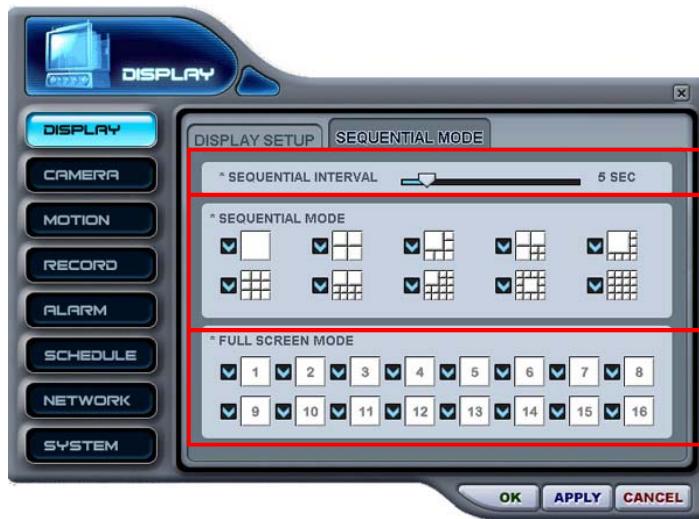 DISPLAY
DISPLAY
CAMERA
MOTION
RECORD
ALARM
SCHEDULE
NETWORK
SYSTEM
DISPLAY SETUP
SEQUENTIAL MODE
* SEQUENTIAL INTERVAL 5 SEC
* SEQUENTIAL MODE
* FULL SCREEN MODE
1 2 3 4 5 6 7 8
9 10 11 12 13 14 15 16
OK APPLY CANCEL